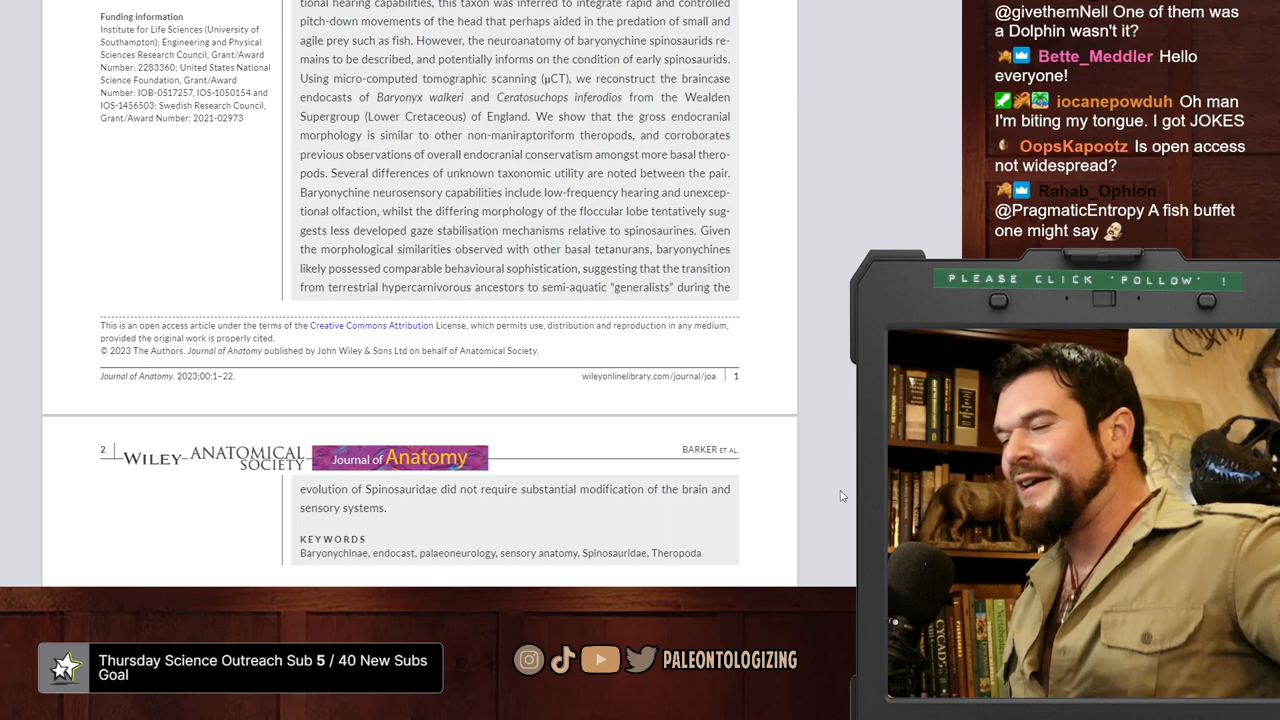 Funding information
Institute for Life Sciences (University of
Southampton); Engineering and Physical
Sciences Research Council, Grant/Award
Number: 2283360; United States National
Science Foundation, Grant/Award
Number: IOB-0517257, IOS-1050154 and
IOS-1456503; Swedish Research Council,
Grant/Award Number: 2021-02973
tional hearing capabilities, this taxon was inferred to integrate rapid and controlled
pitch-down movements of the head that perhaps aided in the predation of small and
agile prey such as fish. However, the neuroanatomy of baryonychine spinosaurids re-
mains to be described, and potentially informs on the condition of early spinosaurids.
Using micro-computed tomographic scanning (μCT), we reconstruct the braincase
endocasts of Baryonyx walkeri and Ceratosuchops inferodios from the Wealden
Supergroup (Lower Cretaceous) of England. We show that the gross endocranial
morphology is similar to other non-maniraptoriform theropods, and corroborates
previous observations of overall endocranial conservatism amongst more basal thero-
pods. Several differences of unknown taxonomic utility are noted between the pair.
Baryonychine neurosensory capabilities include low-frequency hearing and unexcep-
tional olfaction, whilst the differing morphology of the floccular lobe tentatively sug-
gests less developed gaze stabilisation mechanisms relative to spinosaurines. Given
the morphological similarities observed with other basal tetanurans, baryonychines
likely possessed comparable behavioural sophistication, suggesting that the transition
from terrestrial hypercarnivorous ancestors to semi-aquatic “generalists” during the
This is an open access article under the terms of the Creative Commons Attribution License, which permits use, distribution and reproduction in any medium,
provided the original work is properly cited.
© 2023 The Authors. Journal of Anatomy published by John Wiley & Sons Ltd on behalf of Anatomical Society.
Journal of Anatomy. 2023;00:1–22.
wileyonlinelibrary.com/journal/joa | 1
2
WILEY
ANATOMICAL
SOCIETY
Journal of Anatomy
BARKER ET AL.
evolution of Spinosauridae did not require substantial modification of the brain and
sensory systems.
KEYWORDS
Baryonychinae, endocast, palaeoneurology, sensory anatomy, Spinosauridae, Theropoda
@givethemNell One of them was
a Dolphin wasn't it?
Bette_Meddler Hello
everyone!
iocanepowduh Oh man
I'm biting my tongue. I got JOKES
OopsKapootz Is open access
not widespread?
Rahab_Ophion
@PragmaticEntropy A fish buffet
one might say
PLEASE CLICK 'FOLLOW' !
CYCADS
Thursday Science Outreach Sub 5 / 40 New Subs
Goal
PALEONTOLOGIZING